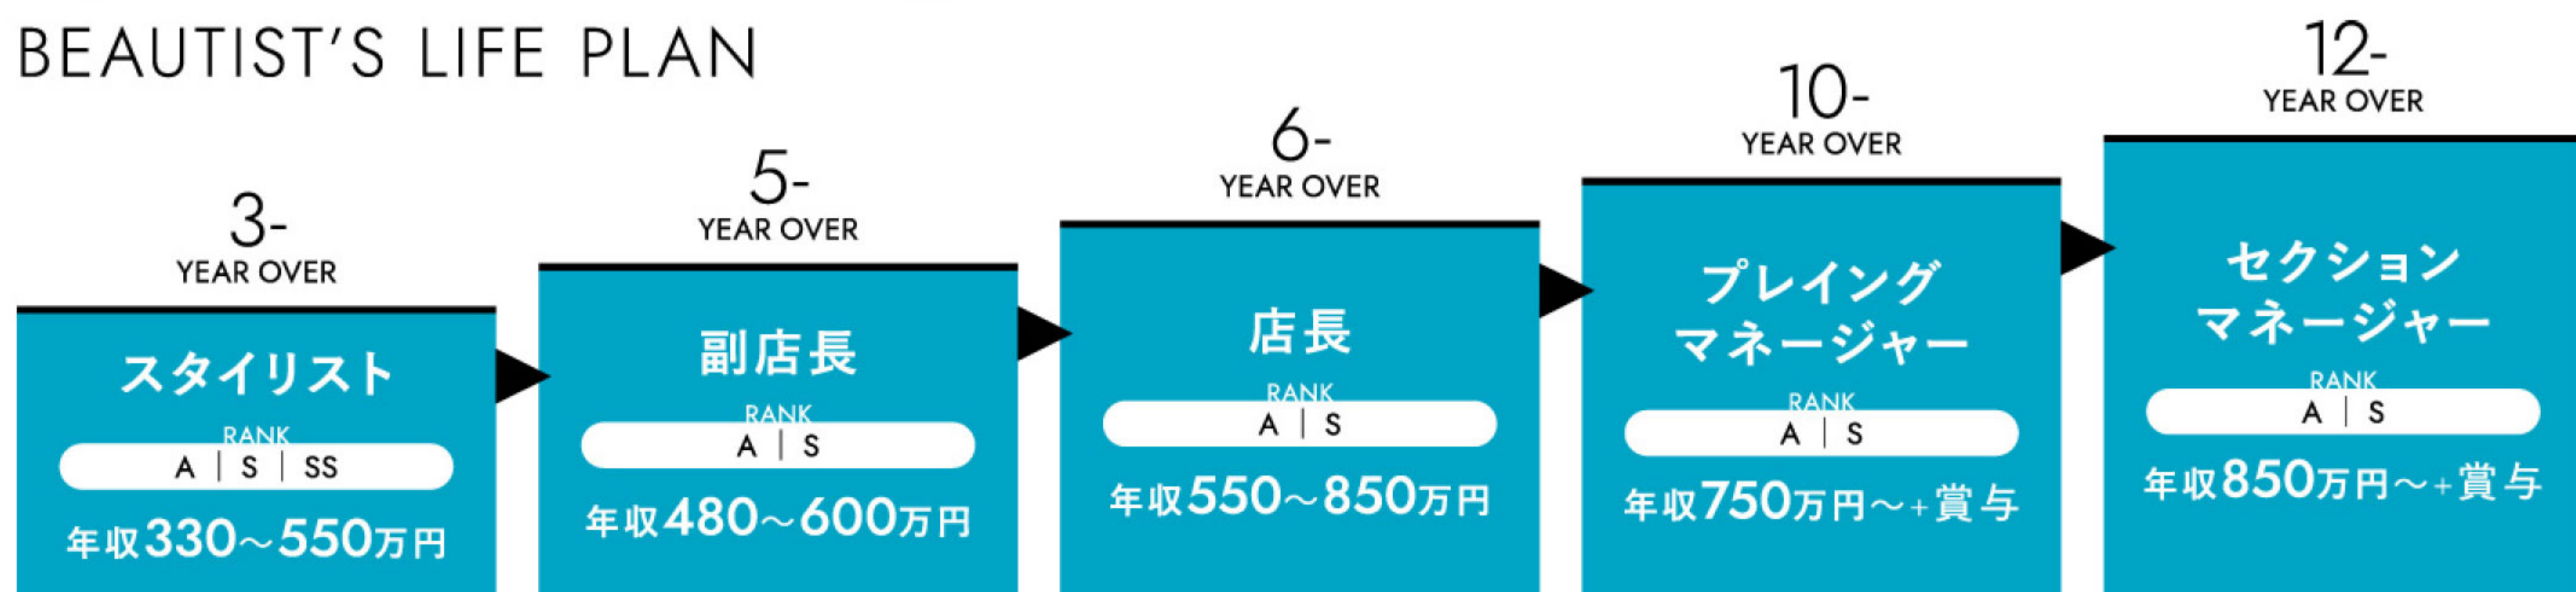 BEAUTIST'S LIFE PLAN
3-
YEAR OVER
スタイリスト
RANK
A | S | SS
年収330～550万円
5-
YEAR OVER
副店長
RANK
A | S
年収480～600万円
6-
YEAR OVER
店長
RANK
A | S
年収550～850万円
10-
YEAR OVER
プレイング
マネージャー
RANK
A | S
年収750万円～+賞与
12-
YEAR OVER
セクション
マネージャー
RANK
A | S
年収850万円～+賞与